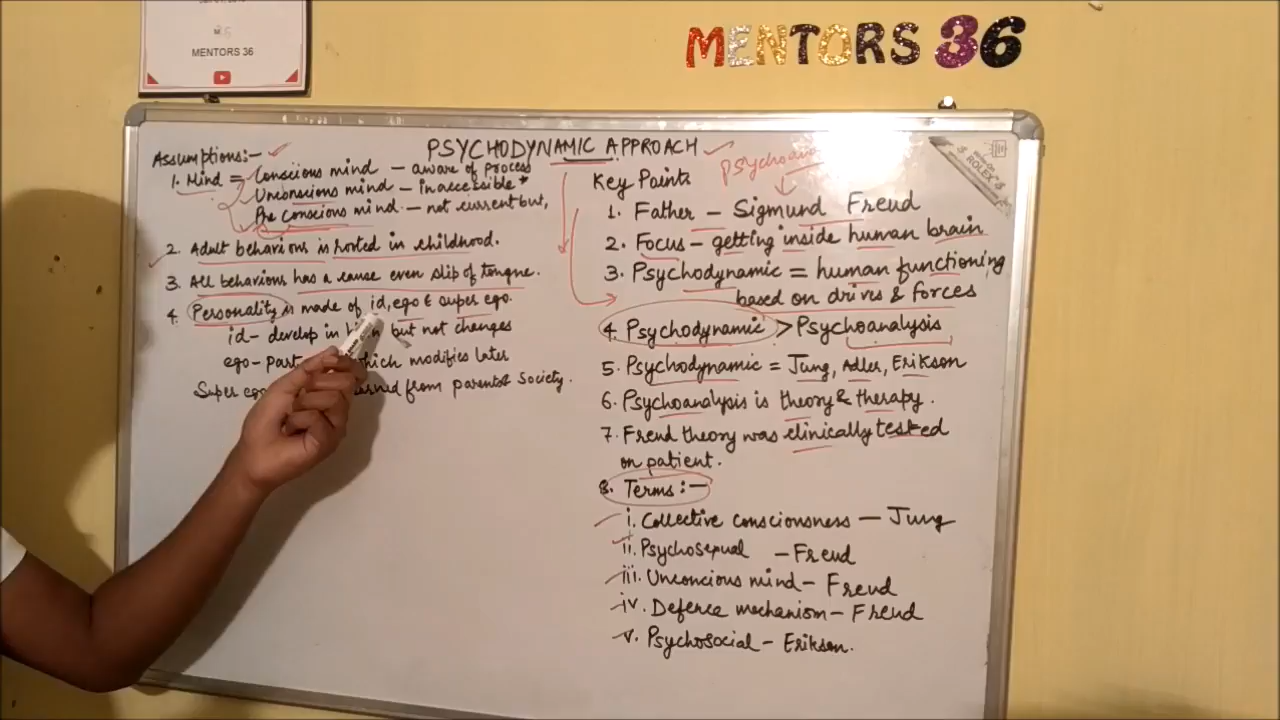 MENTORS 36
MENTORS 36
PSYCHODYNAMIC APPROACH
Assumptions:-
1. Mind = Conscious mind - aware of process
Unconscious mind - inaccessible*
Pre conscious mind - not current but,
2. Adult behaviour is rooted in childhood.
3. All behaviours has a cause even slip of tongue.
4. Personality is made of id, ego & super ego.
id - develop in but not changes
ego - part which modifies later
Super ego from parents & Society.
Key Points
1. Father - Sigmund Freud
2. Focus - getting inside human brain
3. Psychodynamic = human functioning
based on drives & forces
4. Psychodynamic > Psychoanalysis
5. Psychodynamic = Jung, Adler, Erikson
6. Psychoanalysis is theory & therapy.
7. Freud theory was clinically tested
on patient.
8. Terms:-
i. Collective consciousness - Jung
ii. Psychosexual - Freud
iii. Unconcious mind - Freud
iv. Defence mechanism - Freud
v. Psychosocial - Erikson.
ROLEX